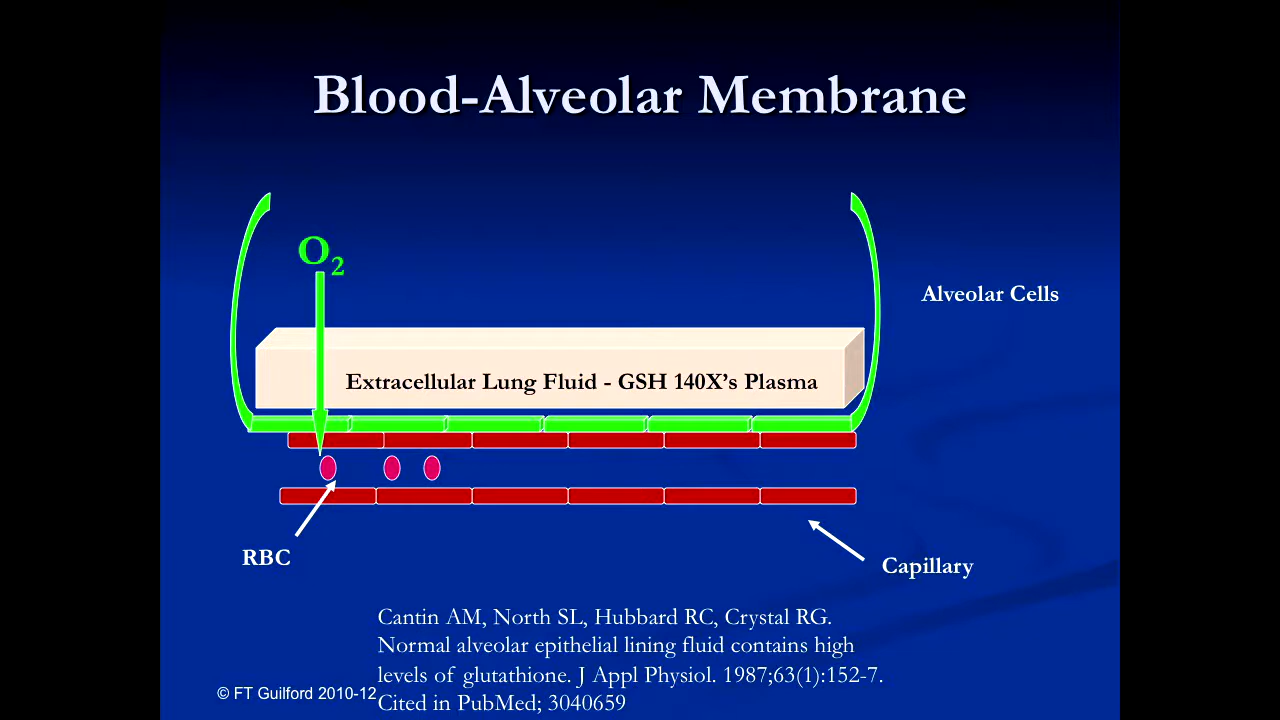 Blood-Alveolar Membrane
O2
Alveolar Cells
Extracellular Lung Fluid - GSH 140X's Plasma
RBC
Capillary
Cantin AM, North SL, Hubbard RC, Crystal RG.
Normal alveolar epithelial lining fluid contains high
levels of glutathione. J Appl Physiol. 1987;63(1):152-7.
Cited in PubMed; 3040659
© FT Guilford 2010-12